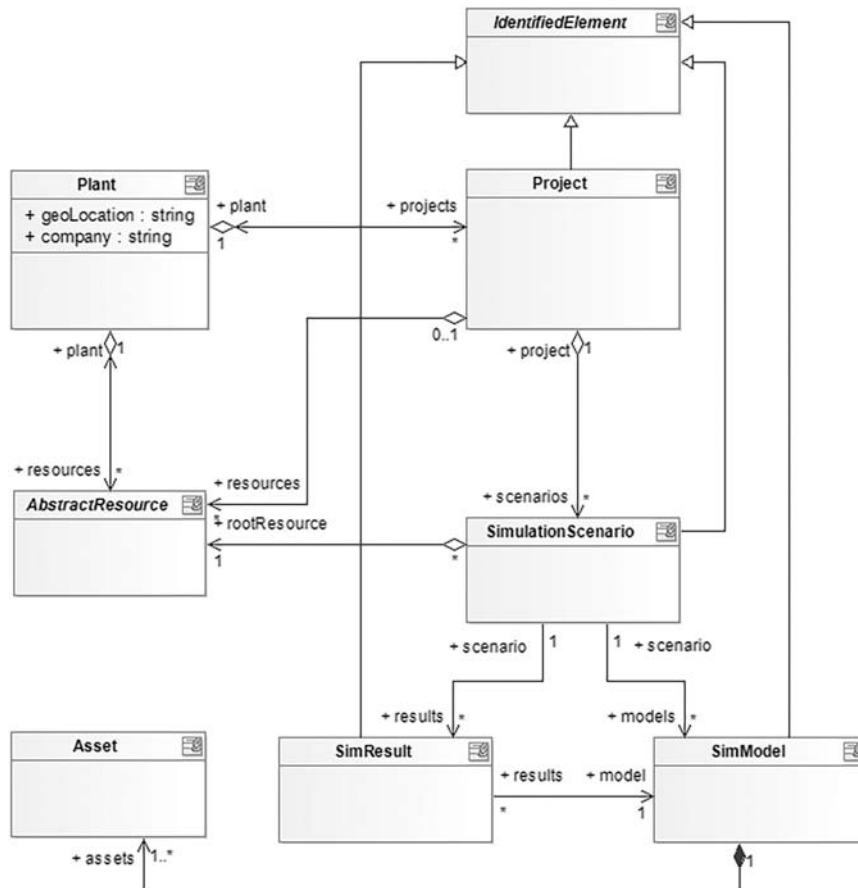 IdentifiedElement
Plant
+ geoLocation : string
+ company : string
+ plant
1
+ projects
*
Project
0..1
+ plant
1
+ project
1
+ resources
*
+ resources
*
+ scenarios
*
AbstractResource
+ rootResource
1
*
SimulationScenario
+ scenario
1
1
+ scenario
+ results
*
+ models
*
Asset
SimResult
SimModel
+ results
*
+ model
1
+ assets
1..*
1